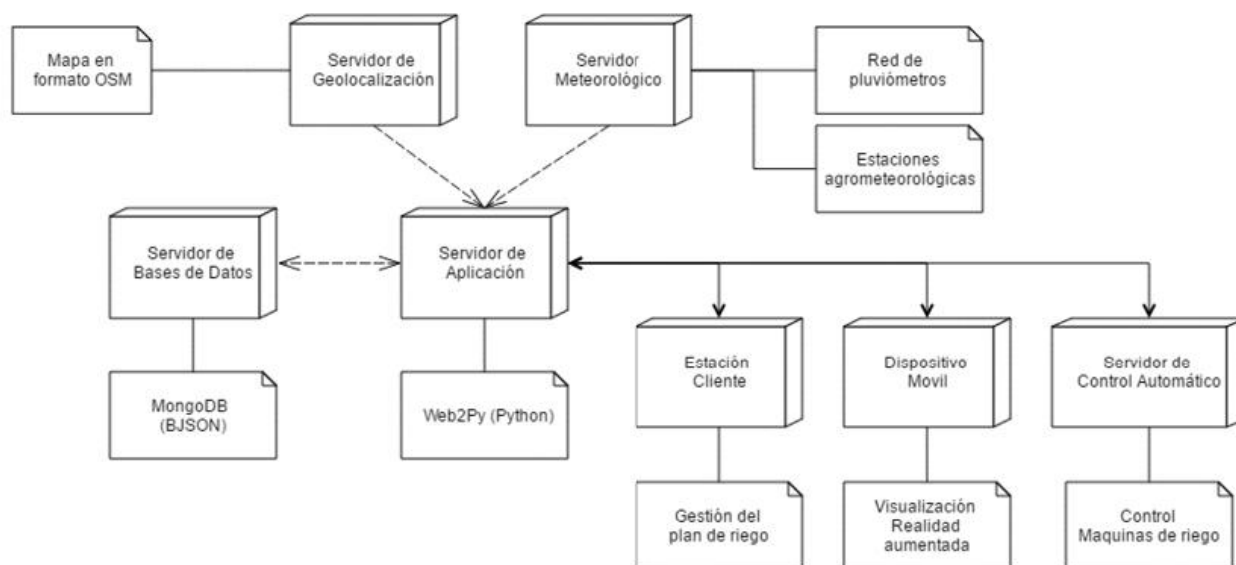 Mapa en
formato OSM
Servidor de
Geolocalización
Servidor
Meteorológico
Red de
pluviómetros
Estaciones
agrometeorológicas
Servidor de
Bases de Datos
Servidor de
Aplicación
MongoDB
(BJSON)
Web2Py (Python)
Estación
Cliente
Dispositivo
Movil
Servidor de
Control Automático
Gestión del
plan de riego
Visualización
Realidad
aumentada
Control
Maquinas de riego